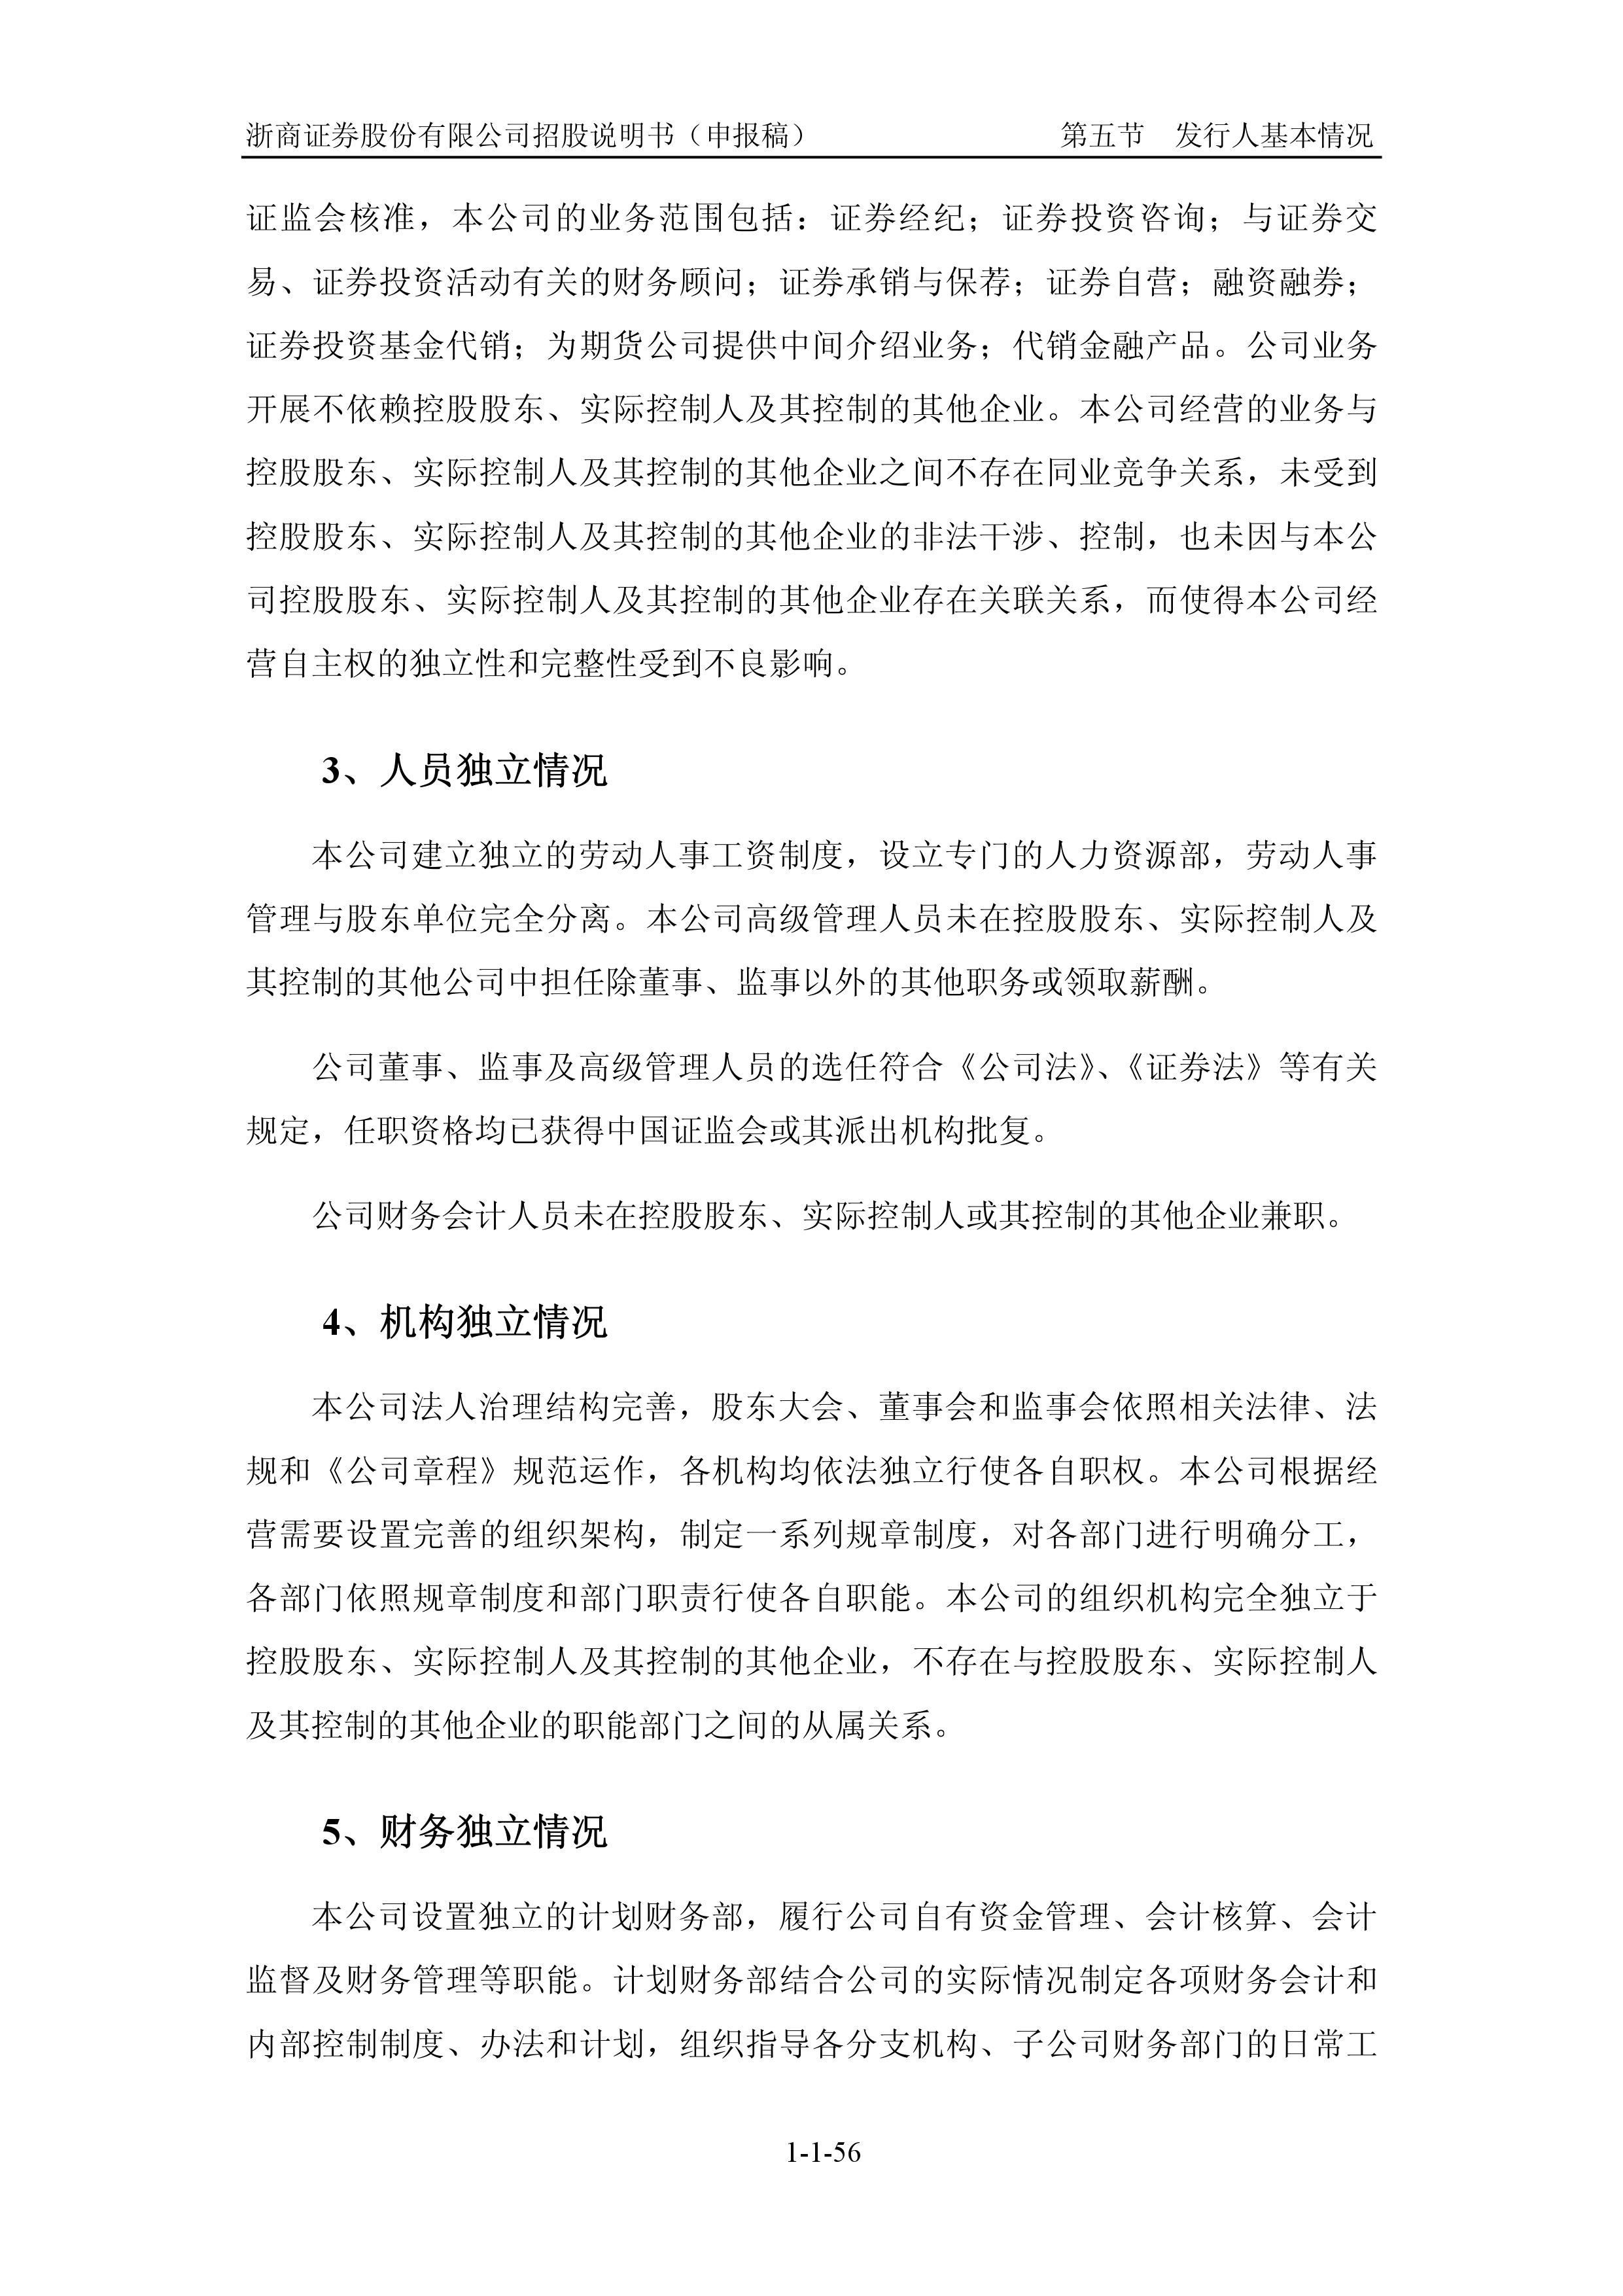 浙商证券股份有限公司招股说明书（申报稿） 第五节 发行人基本情况
证监会核准，本公司的业务范围包括：证券经纪；证券投资咨询；与证券交
易、证券投资活动有关的财务顾问；证券承销与保荐；证券自营；融资融券；
证券投资基金代销；为期货公司提供中间介绍业务；代销金融产品。公司业务
开展不依赖控股股东、实际控制人及其控制的其他企业。本公司经营的业务与
控股股东、实际控制人及其控制的其他企业之间不存在同业竞争关系，未受到
控股股东、实际控制人及其控制的其他企业的非法干涉、控制，也未因与本公
司控股股东、实际控制人及其控制的其他企业存在关联关系，而使得本公司经
营自主权的独立性和完整性受到不良影响。
3、人员独立情况
本公司建立独立的劳动人事工资制度，设立专门的人力资源部，劳动人事
管理与股东单位完全分离。本公司高级管理人员未在控股股东、实际控制人及
其控制的其他公司中担任除董事、监事以外的其他职务或领取薪酬。
公司董事、监事及高级管理人员的选任符合《公司法》、《证券法》等有关
规定，任职资格均已获得中国证监会或其派出机构批复。
公司财务会计人员未在控股股东、实际控制人或其控制的其他企业兼职。
4、机构独立情况
本公司法人治理结构完善，股东大会、董事会和监事会依照相关法律、法
规和《公司章程》规范运作，各机构均依法独立行使各自职权。本公司根据经
营需要设置完善的组织架构，制定一系列规章制度，对各部门进行明确分工，
各部门依照规章制度和部门职责行使各自职能。本公司的组织机构完全独立于
控股股东、实际控制人及其控制的其他企业，不存在与控股股东、实际控制人
及其控制的其他企业的职能部门之间的从属关系。
5、财务独立情况
本公司设置独立的计划财务部，履行公司自有资金管理、会计核算、会计
监督及财务管理等职能。计划财务部结合公司的实际情况制定各项财务会计和
内部控制制度、办法和计划，组织指导各分支机构、子公司财务部门的日常工
1-1-56